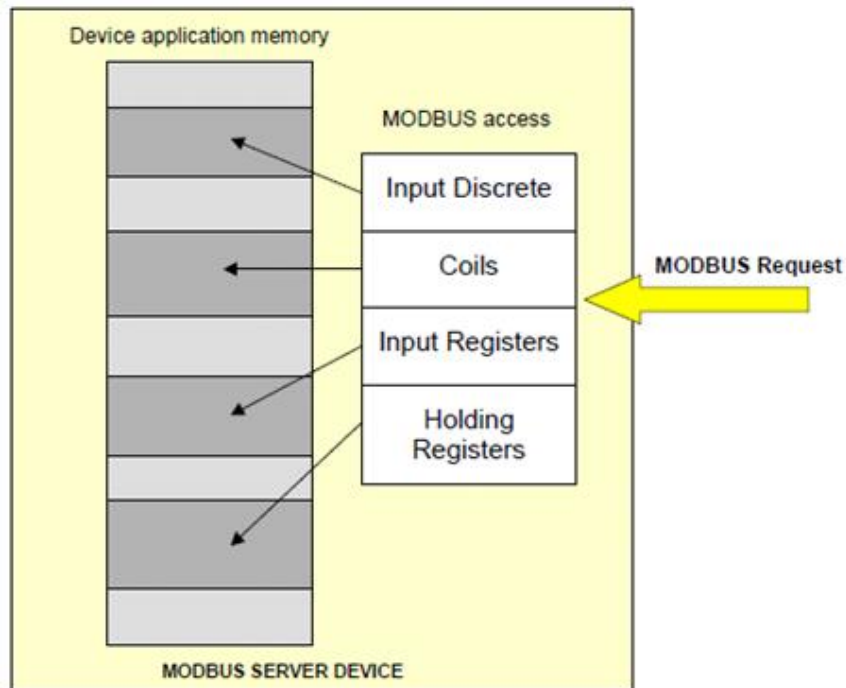 Device application memory
MODBUS access
Input Discrete
Coils
MODBUS Request
Input Registers
Holding
Registers
MODBUS SERVER DEVICE